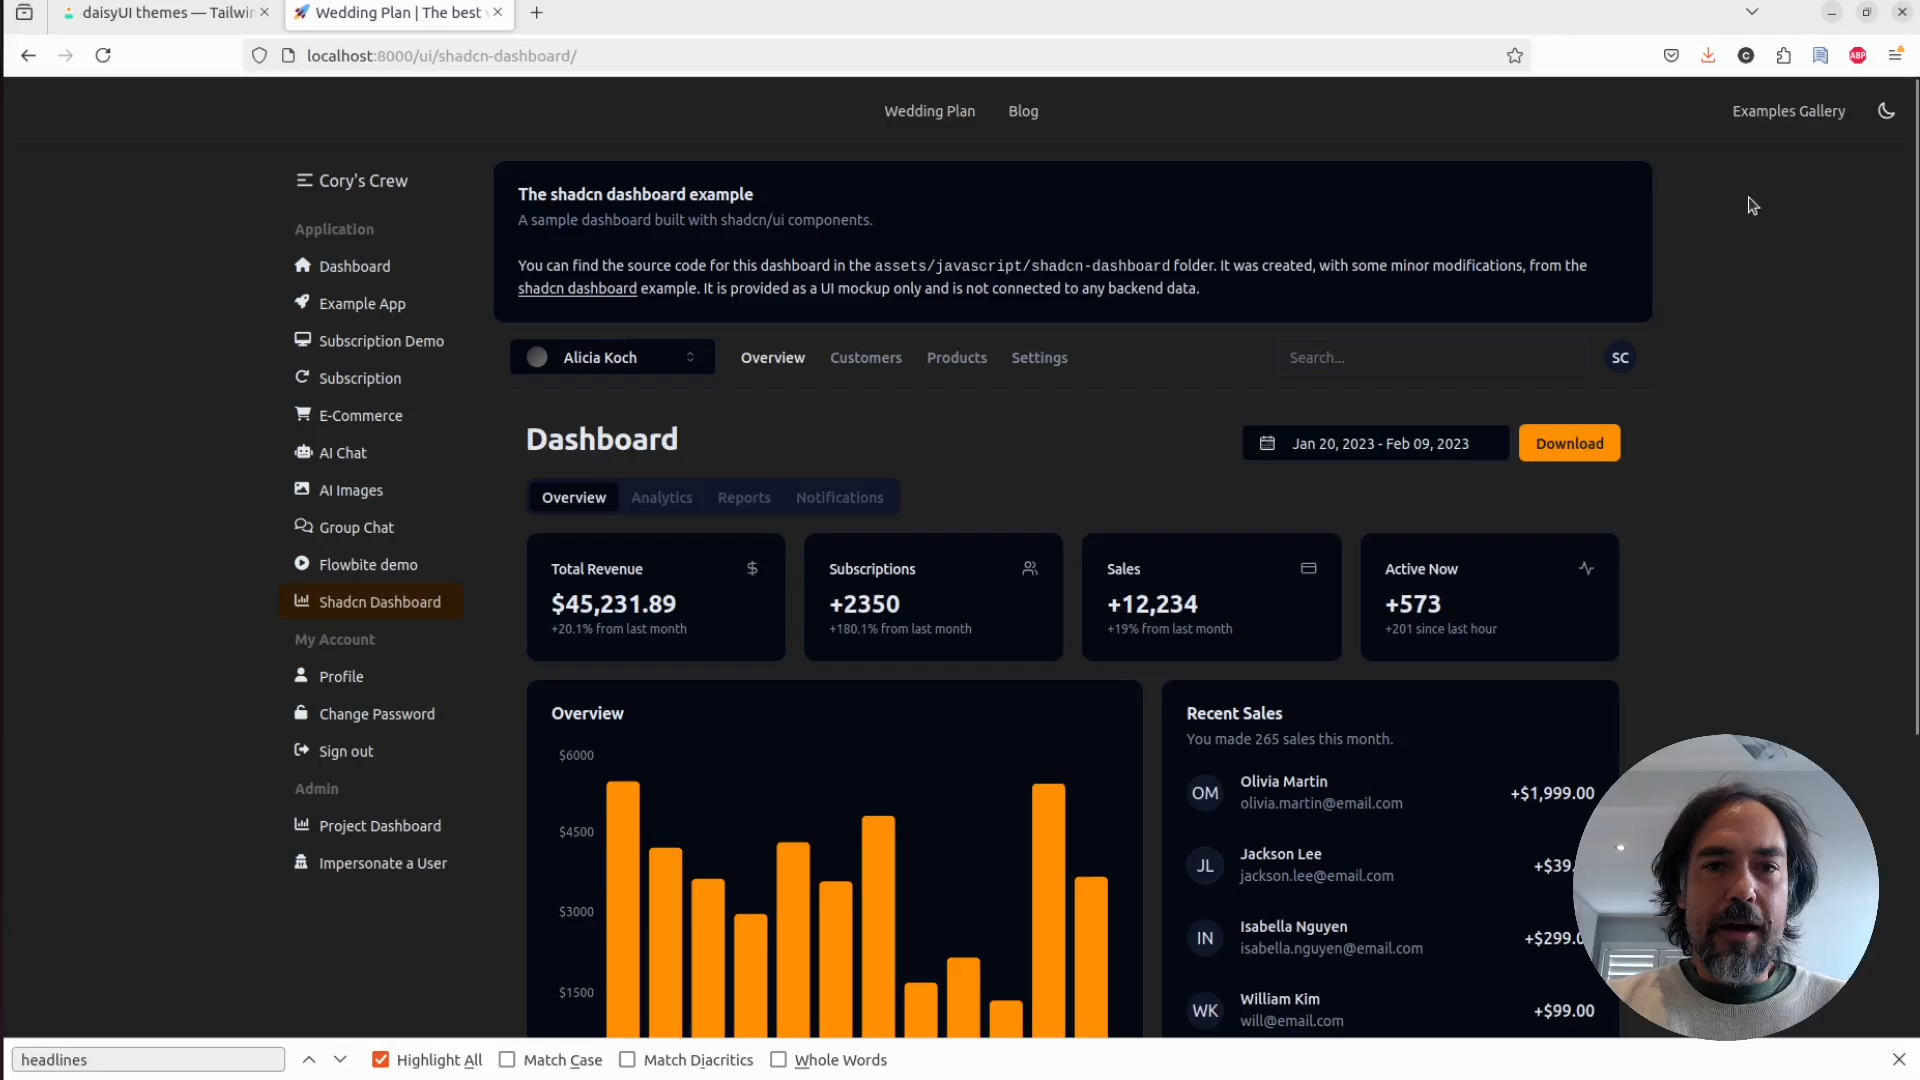 daisyUI themes — Tailwin
Wedding Plan | The best
localhost:8000/ui/shadcn-dashboard/
C
ABP
Wedding Plan
Blog
Examples Gallery
Cory's Crew
Application
Dashboard
Example App
Subscription Demo
Subscription
E-Commerce
AI Chat
AI Images
Group Chat
Flowbite demo
Shadcn Dashboard
My Account
Profile
Change Password
Sign out
Admin
Project Dashboard
Impersonate a User
The shadcn dashboard example
A sample dashboard built with shadcn/ui components.
You can find the source code for this dashboard in the assets/javascript/shadcn-dashboard folder. It was created, with some minor modifications, from the
shadcn dashboard example. It is provided as a UI mockup only and is not connected to any backend data.
Alicia Koch
Overview
Customers
Products
Settings
Search...
SC
Dashboard
Jan 20, 2023 - Feb 09, 2023
Download
Overview
Analytics
Reports
Notifications
Total Revenue
$
$45,231.89
+20.1% from last month
Subscriptions
+2350
+180.1% from last month
Sales
+12,234
+19% from last month
Active Now
+573
+201 since last hour
Overview
$6000
$4500
$3000
$1500
Recent Sales
You made 265 sales this month.
OM
Olivia Martin
olivia.martin@email.com
+$1,999.00
JL
Jackson Lee
jackson.lee@email.com
+$39.
IN
Isabella Nguyen
isabella.nguyen@email.com
+$299.0
WK
William Kim
will@email.com
+$99.00
headlines
Highlight All
Match Case
Match Diacritics
Whole Words